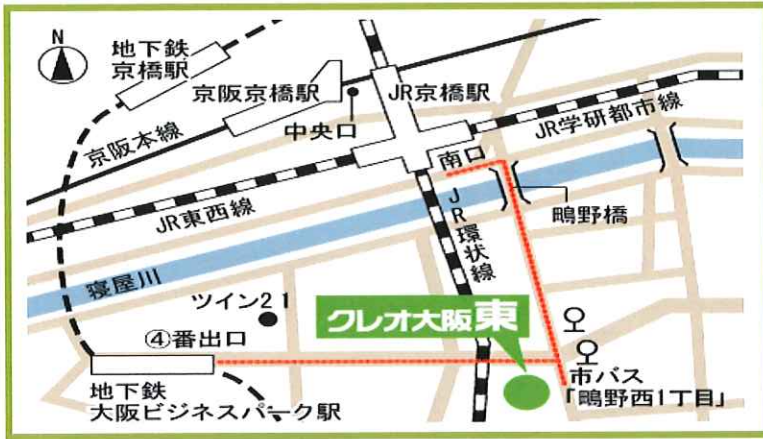 N
地下鉄
京橋駅
京阪京橋駅
JR京橋駅
中央口
京阪本線
JR学研都市線
南口
JR東西線
JR環状線
鴫野橋
寝屋川
ツイン21
クレオ大阪東
④番出口
地下鉄
大阪ビジネスパーク駅
市バス
「鴫野西1丁目」